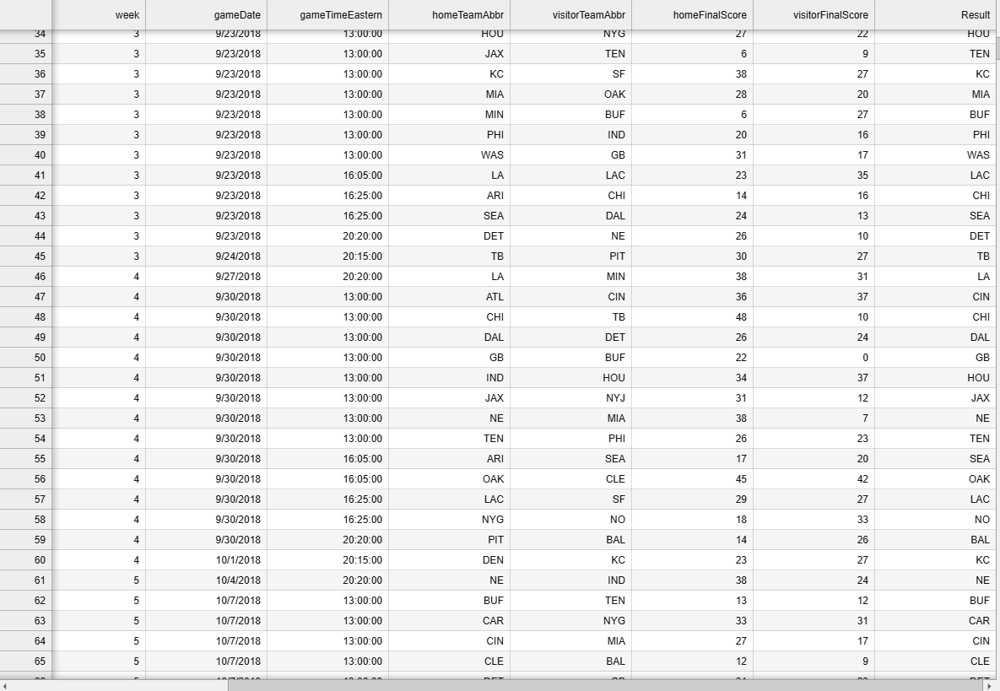 week gameDate gameTimeEastern homeTeamAbbr visitorTeamAbbr homeFinalScore visitorFinalScore Result
34 3 9/23/2018 13:00:00 HOU NYG 27 22 HOU
35 3 9/23/2018 13:00:00 JAX TEN 6 9 TEN
36 3 9/23/2018 13:00:00 KC SF 38 27 KC
37 3 9/23/2018 13:00:00 MIA OAK 28 20 MIA
38 3 9/23/2018 13:00:00 MIN BUF 6 27 BUF
39 3 9/23/2018 13:00:00 PHI IND 20 16 PHI
40 3 9/23/2018 13:00:00 WAS GB 31 17 WAS
41 3 9/23/2018 16:05:00 LA LAC 23 35 LAC
42 3 9/23/2018 16:25:00 ARI CHI 14 16 CHI
43 3 9/23/2018 16:25:00 SEA DAL 24 13 SEA
44 3 9/23/2018 20:20:00 DET NE 26 10 DET
45 3 9/24/2018 20:15:00 TB PIT 30 27 TB
46 4 9/27/2018 20:20:00 LA MIN 38 31 LA
47 4 9/30/2018 13:00:00 ATL CIN 36 37 CIN
48 4 9/30/2018 13:00:00 CHI TB 48 10 CHI
49 4 9/30/2018 13:00:00 DAL DET 26 24 DAL
50 4 9/30/2018 13:00:00 GB BUF 22 0 GB
51 4 9/30/2018 13:00:00 IND HOU 34 37 HOU
52 4 9/30/2018 13:00:00 JAX NYJ 31 12 JAX
53 4 9/30/2018 13:00:00 NE MIA 38 7 NE
54 4 9/30/2018 13:00:00 TEN PHI 26 23 TEN
55 4 9/30/2018 16:05:00 ARI SEA 17 20 SEA
56 4 9/30/2018 16:05:00 OAK CLE 45 42 OAK
57 4 9/30/2018 16:25:00 LAC SF 29 27 LAC
58 4 9/30/2018 16:25:00 NYG NO 18 33 NO
59 4 9/30/2018 20:20:00 PIT BAL 14 26 BAL
60 4 10/1/2018 20:15:00 DEN KC 23 27 KC
61 5 10/4/2018 20:20:00 NE IND 38 24 NE
62 5 10/7/2018 13:00:00 BUF TEN 13 12 BUF
63 5 10/7/2018 13:00:00 CAR NYG 33 31 CAR
64 5 10/7/2018 13:00:00 CIN MIA 27 17 CIN
65 5 10/7/2018 13:00:00 CLE BAL 12 9 CLE